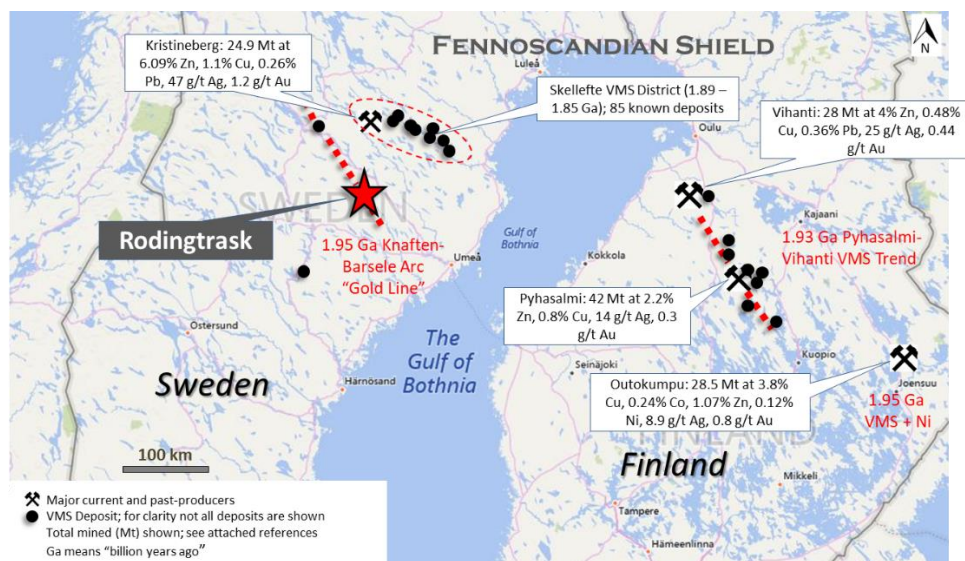 FENNOSCANDIAN SHIELD
N
Kristineberg: 24.9 Mt at
6.09% Zn, 1.1% Cu, 0.26%
Pb, 47 g/t Ag, 1.2 g/t Au
Luleå
Skellefte VMS District (1.89 –
1.85 Ga); 85 known deposits
Vihanti: 28 Mt at 4% Zn, 0.48%
Cu, 0.36% Pb, 25 g/t Ag, 0.44
g/t Au
Oulu
SWEDEN
Rodingtrask
Kajaani
1.95 Ga Knaften-
Barsele Arc
"Gold Line"
Gulf of
Bothnia
Umeå
Kokkola
1.93 Ga Pyhasalmi-
Vihanti VMS Trend
Pyhasalmi: 42 Mt at 2.2%
Zn, 0.8% Cu, 14 g/t Ag, 0.3
g/t Au
Östersund
The
Gulf of
Bothnia
Sweden
Härnösand
Seinäjoki
Kuopio
Joensuu
Outokumpu: 28.5 Mt at 3.8%
Cu, 0.24% Co, 1.07% Zn, 0.12%
Ni, 8.9 g/t Ag, 0.8 g/t Au
1.95 Ga
VMS + Ni
FINLAND
Finland
100 km
Mikkeli
Tampere
Hämeenlinna
Major current and past-producers
VMS Deposit; for clarity not all deposits are shown
Total mined (Mt) shown; see attached references
Ga means "billion years ago"